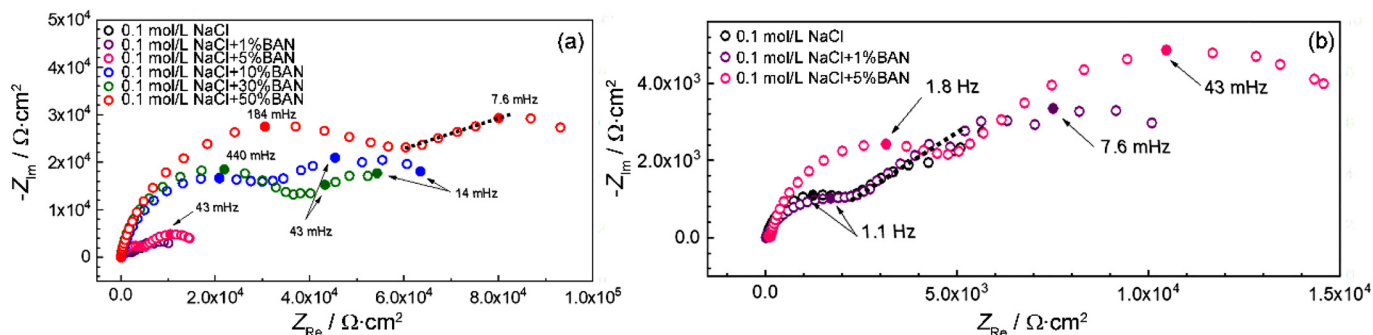 5x10⁴
4x10⁴
3x10⁴
2x10⁴
1x10⁴
0
-Z_Im / Ω·cm²
0.1 mol/L NaCl
0.1 mol/L NaCl+1%BAN
0.1 mol/L NaCl+5%BAN
0.1 mol/L NaCl+10%BAN
0.1 mol/L NaCl+30%BAN
0.1 mol/L NaCl+50%BAN
(a)
184 mHz
7.6 mHz
440 mHz
43 mHz
43 mHz
14 mHz
0.0 2.0x10⁴ 4.0x10⁴ 6.0x10⁴ 8.0x10⁴ 1.0x10⁵
Z_Re / Ω·cm²
4.0x10³
2.0x10³
0.0
-Z_Im / Ω·cm²
0.1 mol/L NaCl
0.1 mol/L NaCl+1%BAN
0.1 mol/L NaCl+5%BAN
(b)
1.8 Hz
43 mHz
7.6 mHz
1.1 Hz
0.0 5.0x10³ 1.0x10⁴ 1.5x10⁴
Z_Re / Ω·cm²